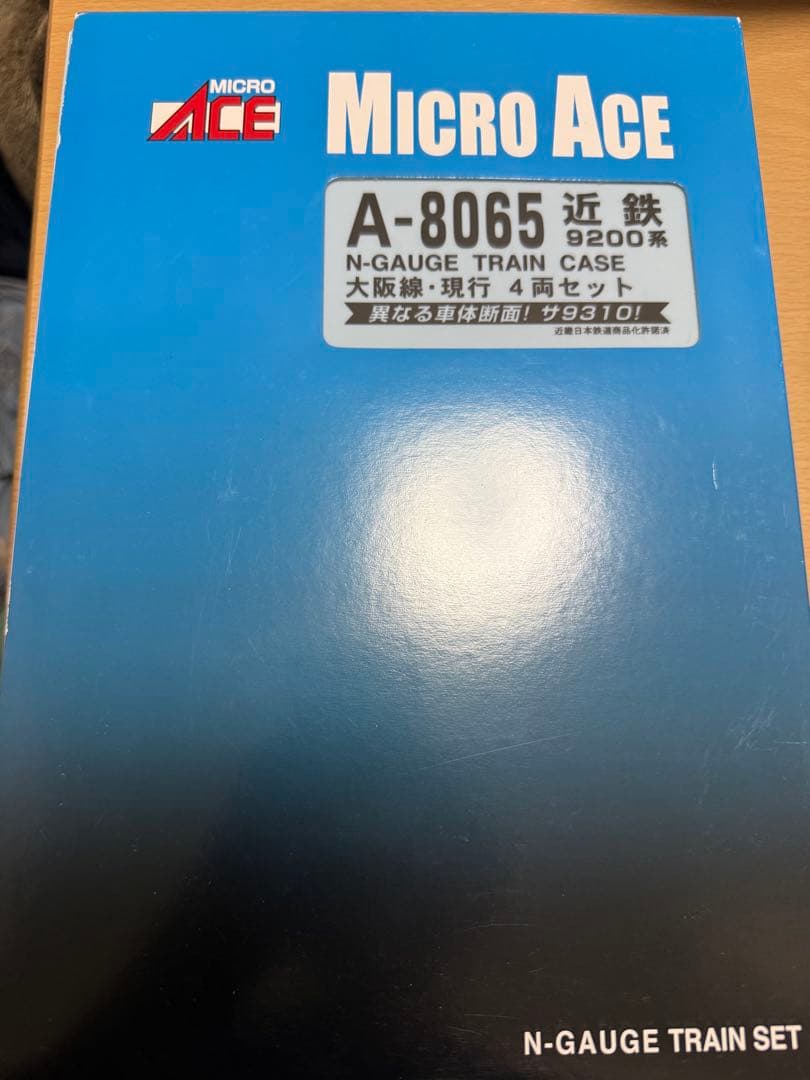 MICRO
ACE
MICRO ACE
A-8065 近鉄
9200系
N-GAUGE TRAIN CASE
大阪線・現行 4両セット
異なる車体断面!サ9310!
近畿日本鉄道商品化許諾済
N-GAUGE TRAIN SET